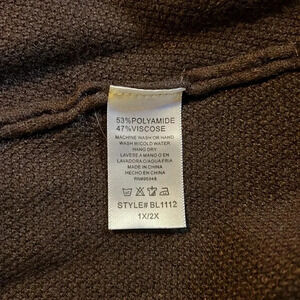 53%POLYAMIDE
47%VISCOSE
MACHINE WASH OR HAND
WASH W/COLD WATER
HANG DRY
LAVESE A MANO O EN
LAVADORA C/AGUA FRIA
MADE IN CHINA
HECHO EN CHINA
STYLE# BL1112
1X/2X